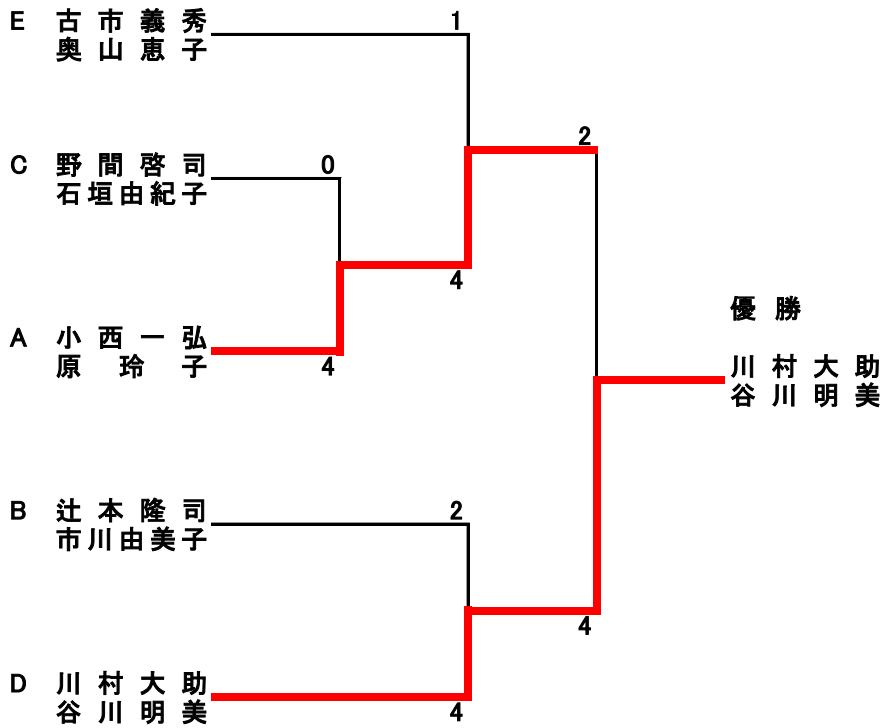 E 古市義秀 1
奥山恵子
2
C 野間啓司 0
石垣由紀子
4
優勝
A 小西一弘
原玲子 4
川村大助
谷川明美
B 辻本隆司 2
市川由美子
4
D 川村大助
谷川明美 4